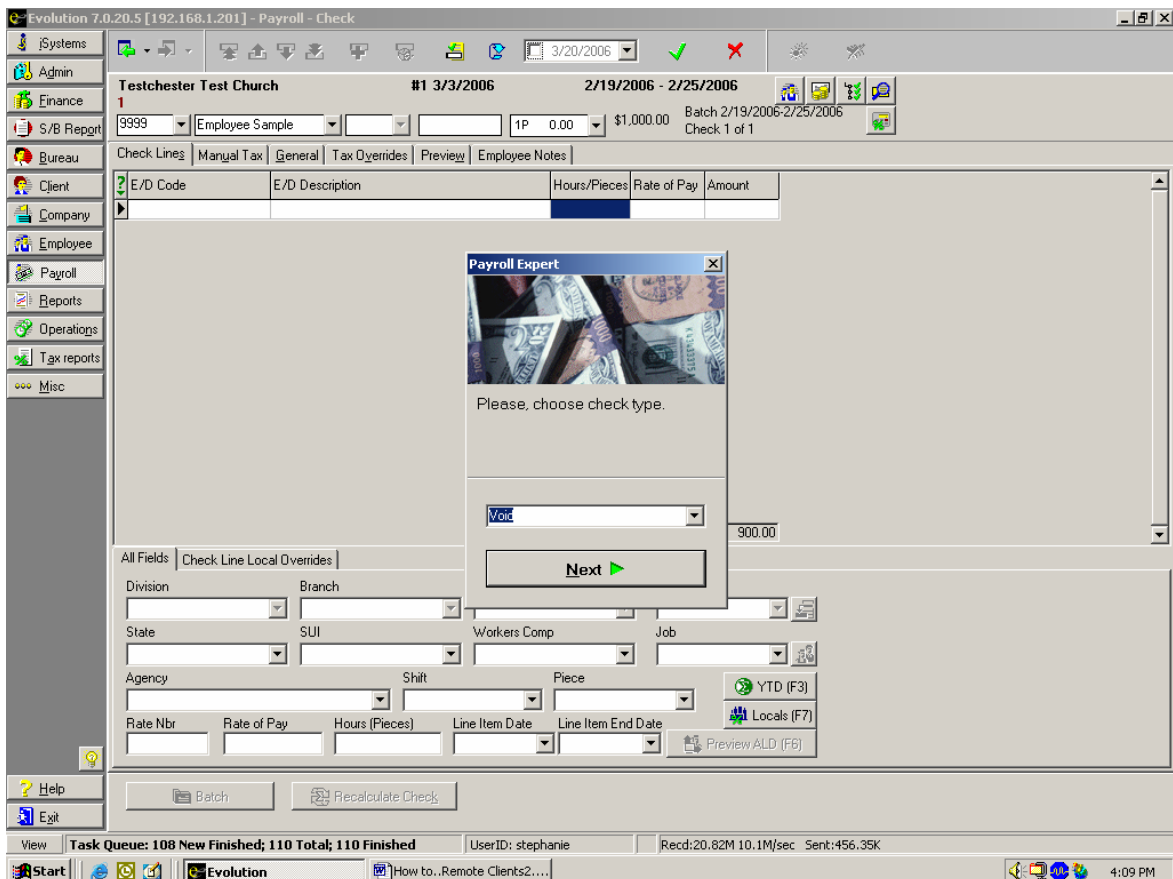 Evolution 7.0.20.5 [192.168.1.201] - Payroll - Check
iSystems
Admin
Finance
S/B Report
Bureau
Client
Company
Employee
Payroll
Reports
Operations
Tax reports
Misc
Help
Exit
3/20/2006
Testchester Test Church #1 3/3/2006 2/19/2006 - 2/25/2006
1
9999 Employee Sample 1P 0.00 $1,000.00
Batch 2/19/2006-2/25/2006
Check 1 of 1
Check Lines Manual Tax General Tax Overrides Preview Employee Notes
E/D Code E/D Description Hours/Pieces Rate of Pay Amount
Payroll Expert
Please, choose check type.
Void
Next
900.00
All Fields Check Line Local Overrides
Division Branch
State SUI Workers Comp Job
Agency Shift Piece
YTD (F3)
Locals (F7)
Rate Nbr Rate of Pay Hours (Pieces) Line Item Date Line Item End Date
Preview ALD (F6)
Batch Recalculate Check
View Task Queue: 108 New Finished; 110 Total; 110 Finished UserID: stephanie Recd:20.82M 10.1M/sec Sent:456.35K
Start Evolution How to..Remote Clients2.... 4:09 PM